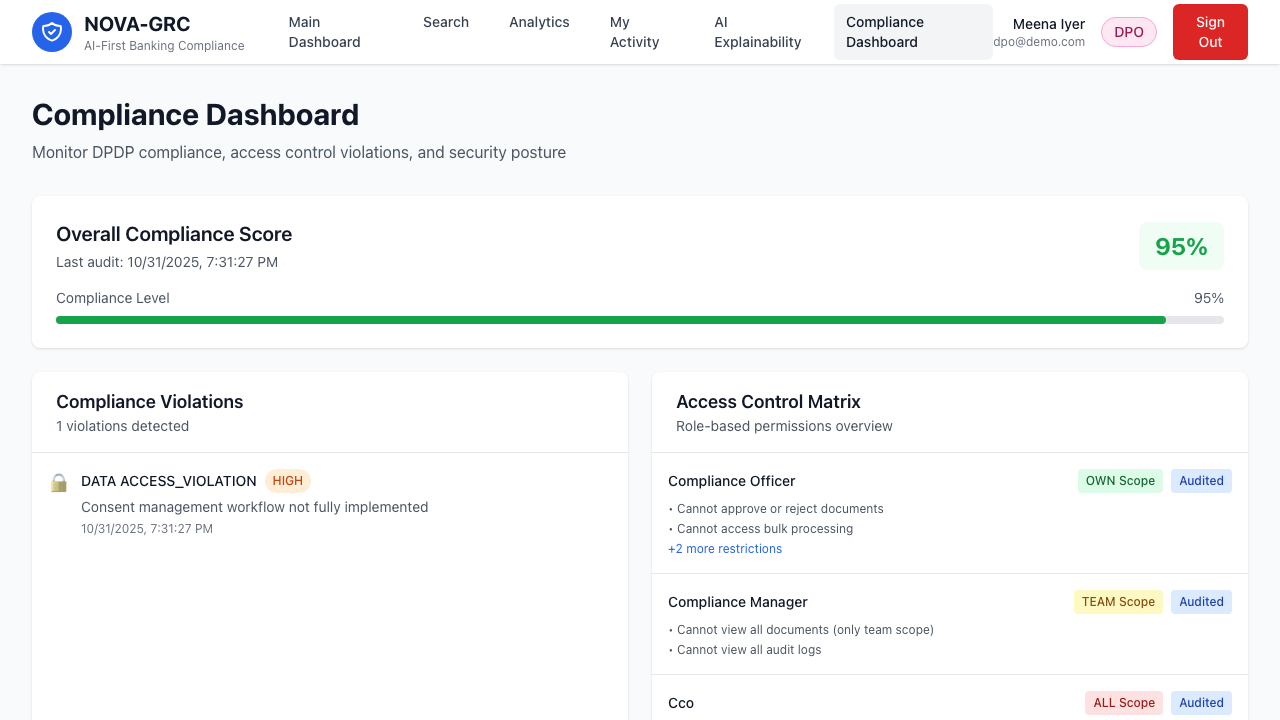 NOVA-GRC
AI-First Banking Compliance
Main
Dashboard
Search
Analytics
My
Activity
AI
Explainability
Compliance
Dashboard
Meena Iyer
dpo@demo.com
DPO
Sign
Out
Compliance Dashboard
Monitor DPDP compliance, access control violations, and security posture
Overall Compliance Score
Last audit: 10/31/2025, 7:31:27 PM
95%
Compliance Level
95%
Compliance Violations
1 violations detected
DATA ACCESS_VIOLATION HIGH
Consent management workflow not fully implemented
10/31/2025, 7:31:27 PM
Access Control Matrix
Role-based permissions overview
Compliance Officer OWN Scope Audited
• Cannot approve or reject documents
• Cannot access bulk processing
+2 more restrictions
Compliance Manager TEAM Scope Audited
• Cannot view all documents (only team scope)
• Cannot view all audit logs
Cco ALL Scope Audited